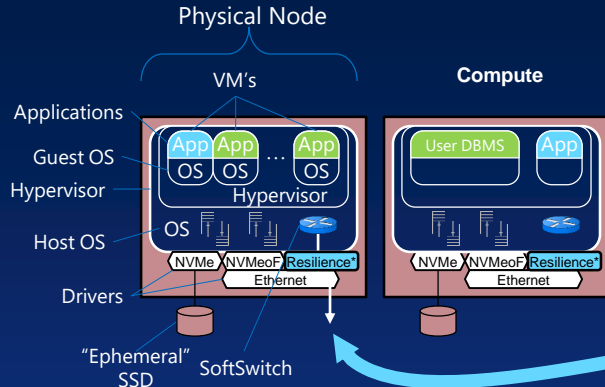 Physical Node
VM's
Compute
Applications
App App App
User DBMS App
Guest OS
OS OS ... OS
Hypervisor
Hypervisor
Host OS
OS
NVMe NVMeoF Resilience*
NVMe NVMeoF Resilience*
Ethernet
Ethernet
Drivers
"Ephemeral"
SSD
SoftSwitch